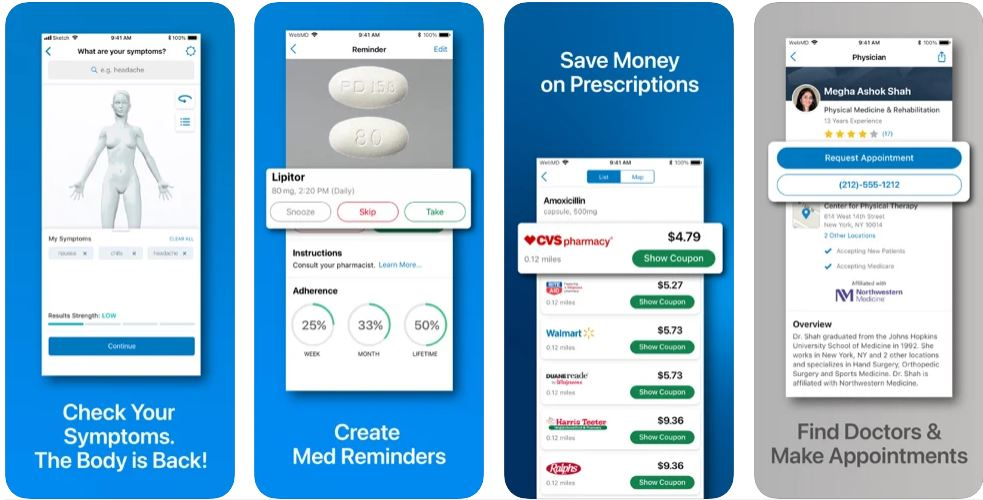 Sketch 9:41 AM 100%
What are your symptoms?
e.g. headache
My Symptoms CLEAR ALL
nausea × chills × headache ×
Results Strength: LOW
Continue
Check Your
Symptoms.
The Body is Back!
WebMD 9:41 AM 100%
Reminder Edit
PD 158
80
Lipitor
80 mg, 2:20 PM (Daily)
Snooze Skip Take
Instructions
Consult your pharmacist. Learn More...
Adherence
25% 33% 50%
WEEK MONTH LIFETIME
Create
Med Reminders
Save Money
on Prescriptions
WebMD 9:41 AM 100%
List Map
Amoxicillin
capsule, 500mg
CVS pharmacy $4.79
0.12 miles Show Coupon
RITE AID $5.27
0.12 miles Show Coupon
Walmart $5.73
0.12 miles Show Coupon
DUANEreade by Walgreens $5.73
0.12 miles Show Coupon
Harris Teeter $9.36
0.12 miles Show Coupon
Ralphs $9.36
0.12 miles Show Coupon
WebMD 9:41 AM 100%
Physician
Megha Ashok Shah
Physical Medicine & Rehabilitation
13 Years Experience
(17)
Request Appointment
(212)-555-1212
Center for Physical Therapy
614 West 14th Street
New York, NY 10014
2 Other Locations
Accepting New Patients
Accepting Medicare
Affiliated with
Northwestern
Medicine
Overview
Dr. Shah graduated from the Johns Hopkins
University School of Medicine in 1992. She
works in New York, NY and 2 other locations
and specializes in Hand Surgery, Orthopedic
Surgery and Sports Medicine. Dr. Shah is
affiliated with Northwestern Medicine.
Find Doctors &
Make Appointments